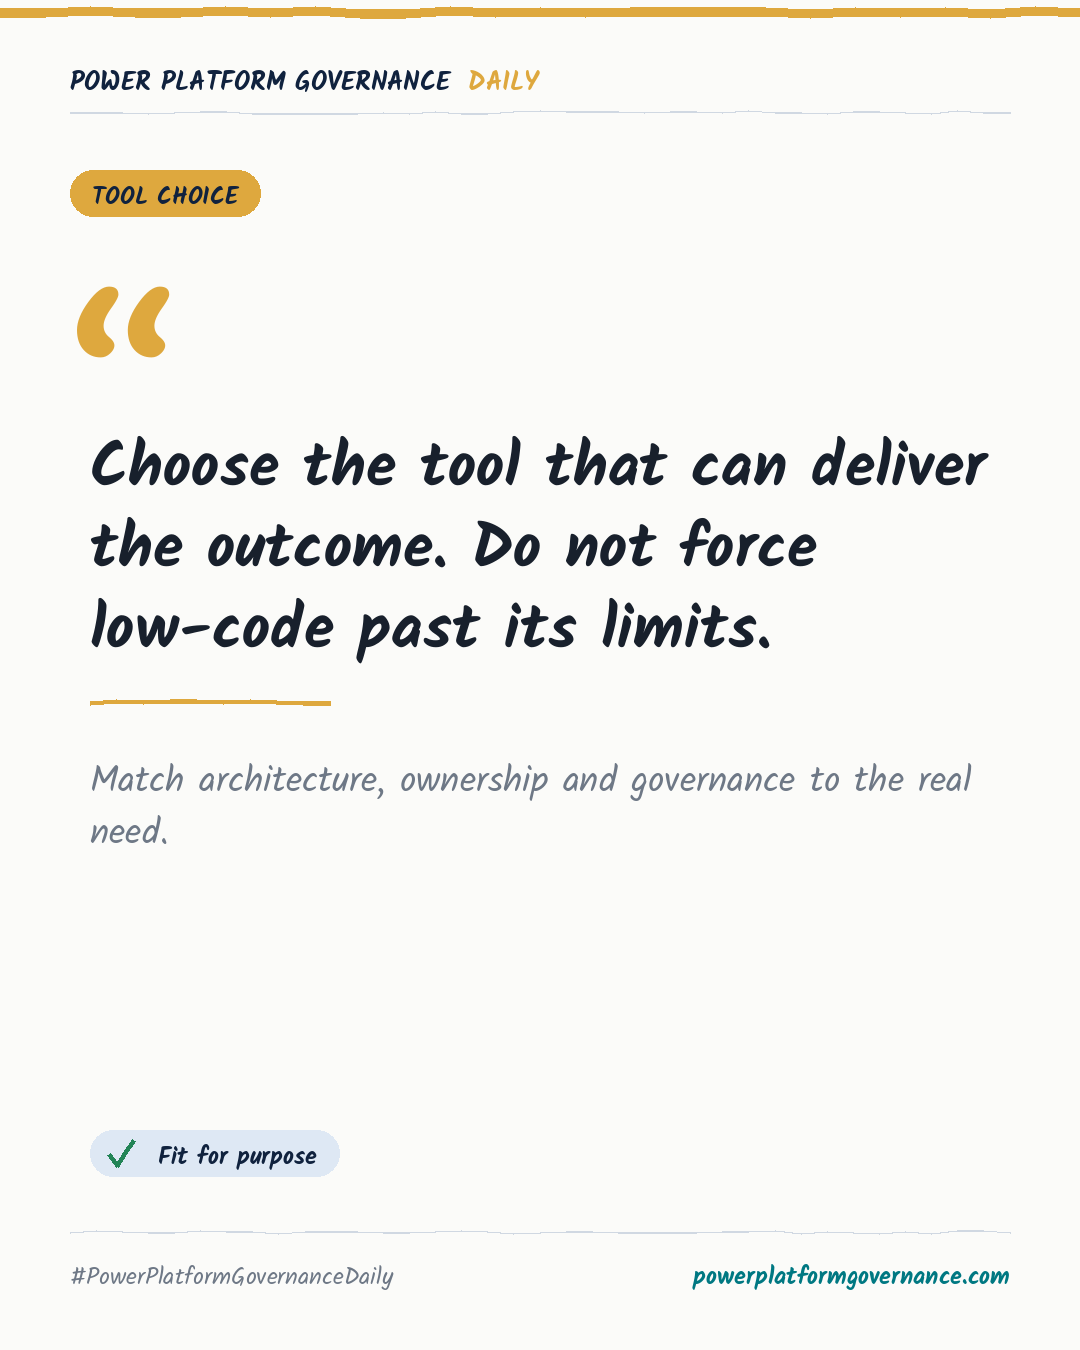 POWER PLATFORM GOVERNANCE DAILY
TOOL CHOICE
“
Choose the tool that can deliver
the outcome. Do not force
low-code past its limits.
Match architecture, ownership and governance to the real
need.
Fit for purpose
#PowerPlatformGovernanceDaily
powerplatformgovernance.com